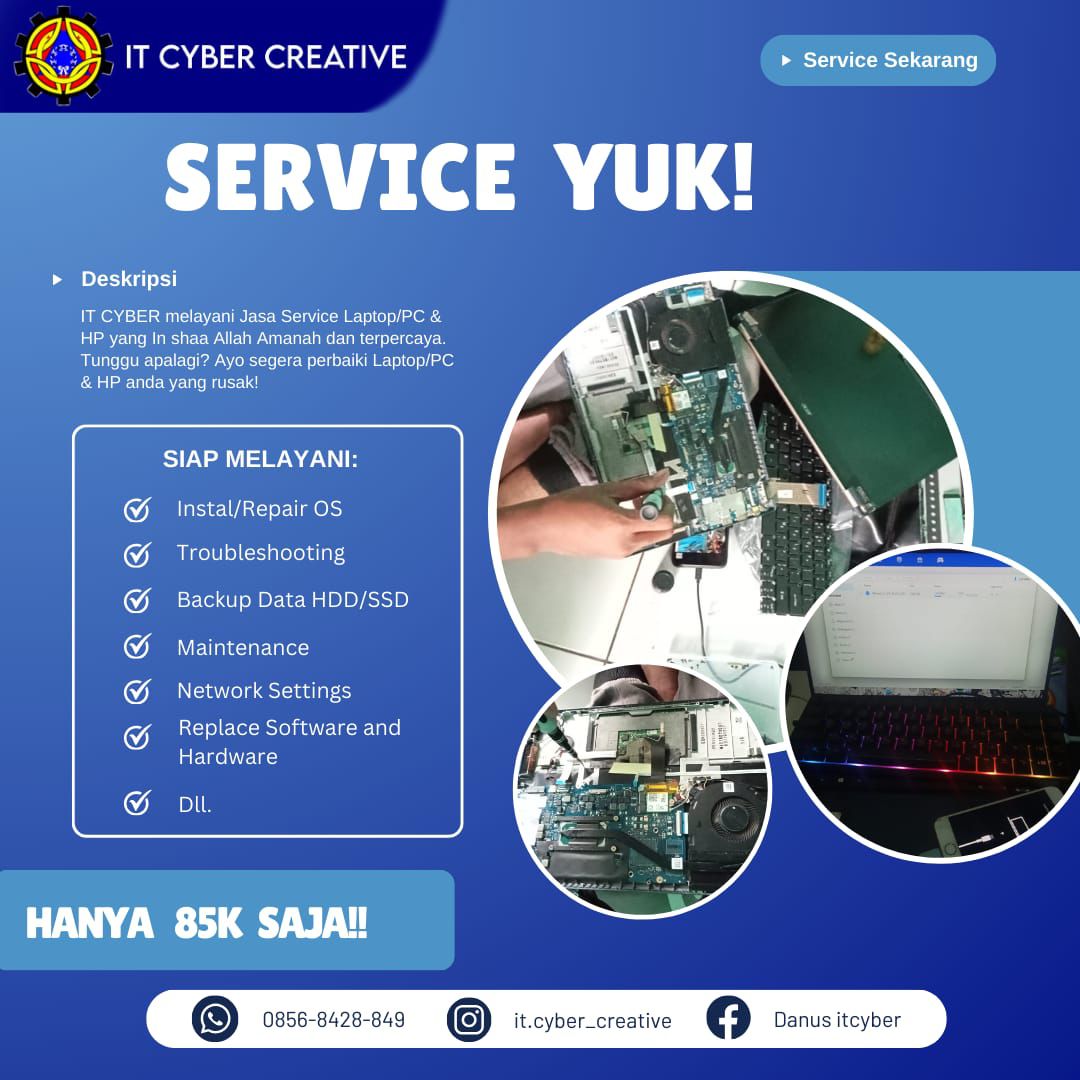 IT CYBER CREATIVE
Service Sekarang
SERVICE YUK!
Deskripsi
IT CYBER melayani Jasa Service Laptop/PC &
HP yang In shaa Allah Amanah dan terpercaya.
Tunggu apalagi? Ayo segera perbaiki Laptop/PC
& HP anda yang rusak!
SIAP MELAYANI:
Instal/Repair OS
Troubleshooting
Backup Data HDD/SSD
Maintenance
Network Settings
Replace Software and
Hardware
Dll.
HANYA 85K SAJA!!
0856-8428-849
it.cyber_creative
Danus itcyber